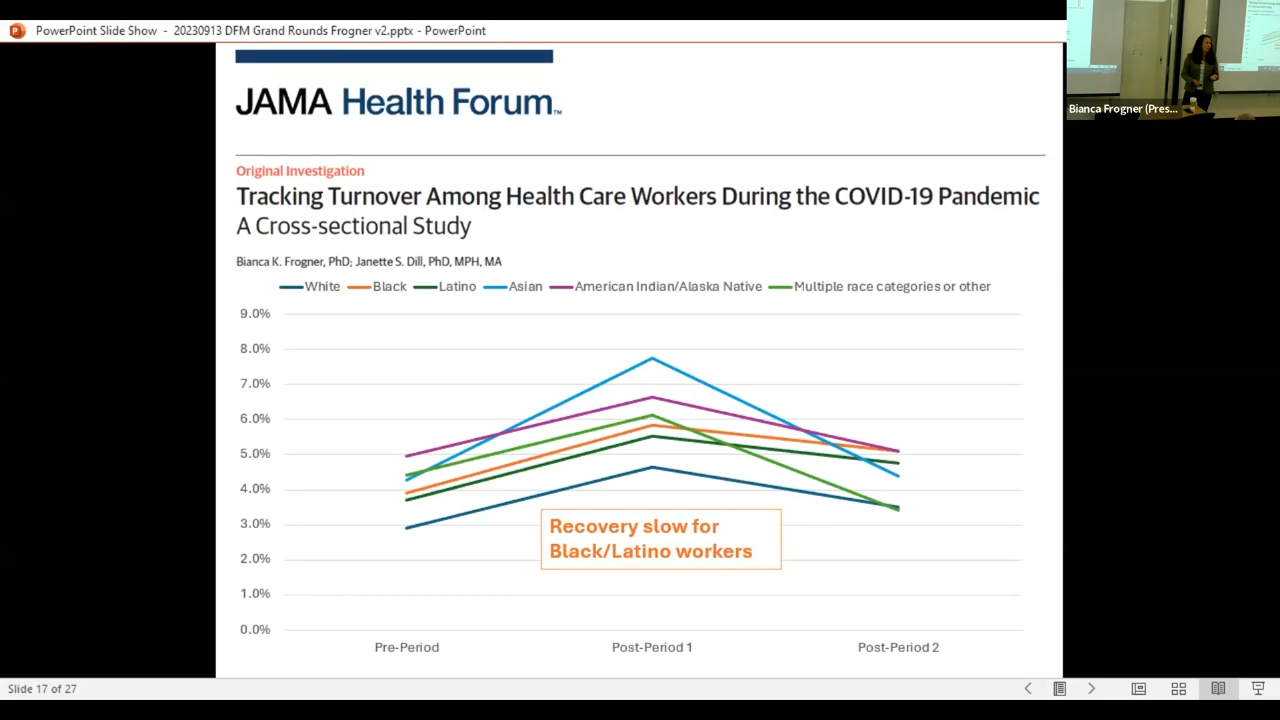 PowerPoint Slide Show - 20230913 DFM Grand Rounds Frogner v2.pptx - PowerPoint
Bianca Frogner (Pres...
JAMA Health Forum™
Original Investigation
Tracking Turnover Among Health Care Workers During the COVID-19 Pandemic
A Cross-sectional Study
Bianca K. Frogner, PhD; Janette S. Dill, PhD, MPH, MA
White Black Latino Asian American Indian/Alaska Native Multiple race categories or other
9.0%
8.0%
7.0%
6.0%
5.0%
4.0%
3.0%
2.0%
1.0%
0.0%
Recovery slow for
Black/Latino workers
Pre-Period Post-Period 1 Post-Period 2
Slide 17 of 27